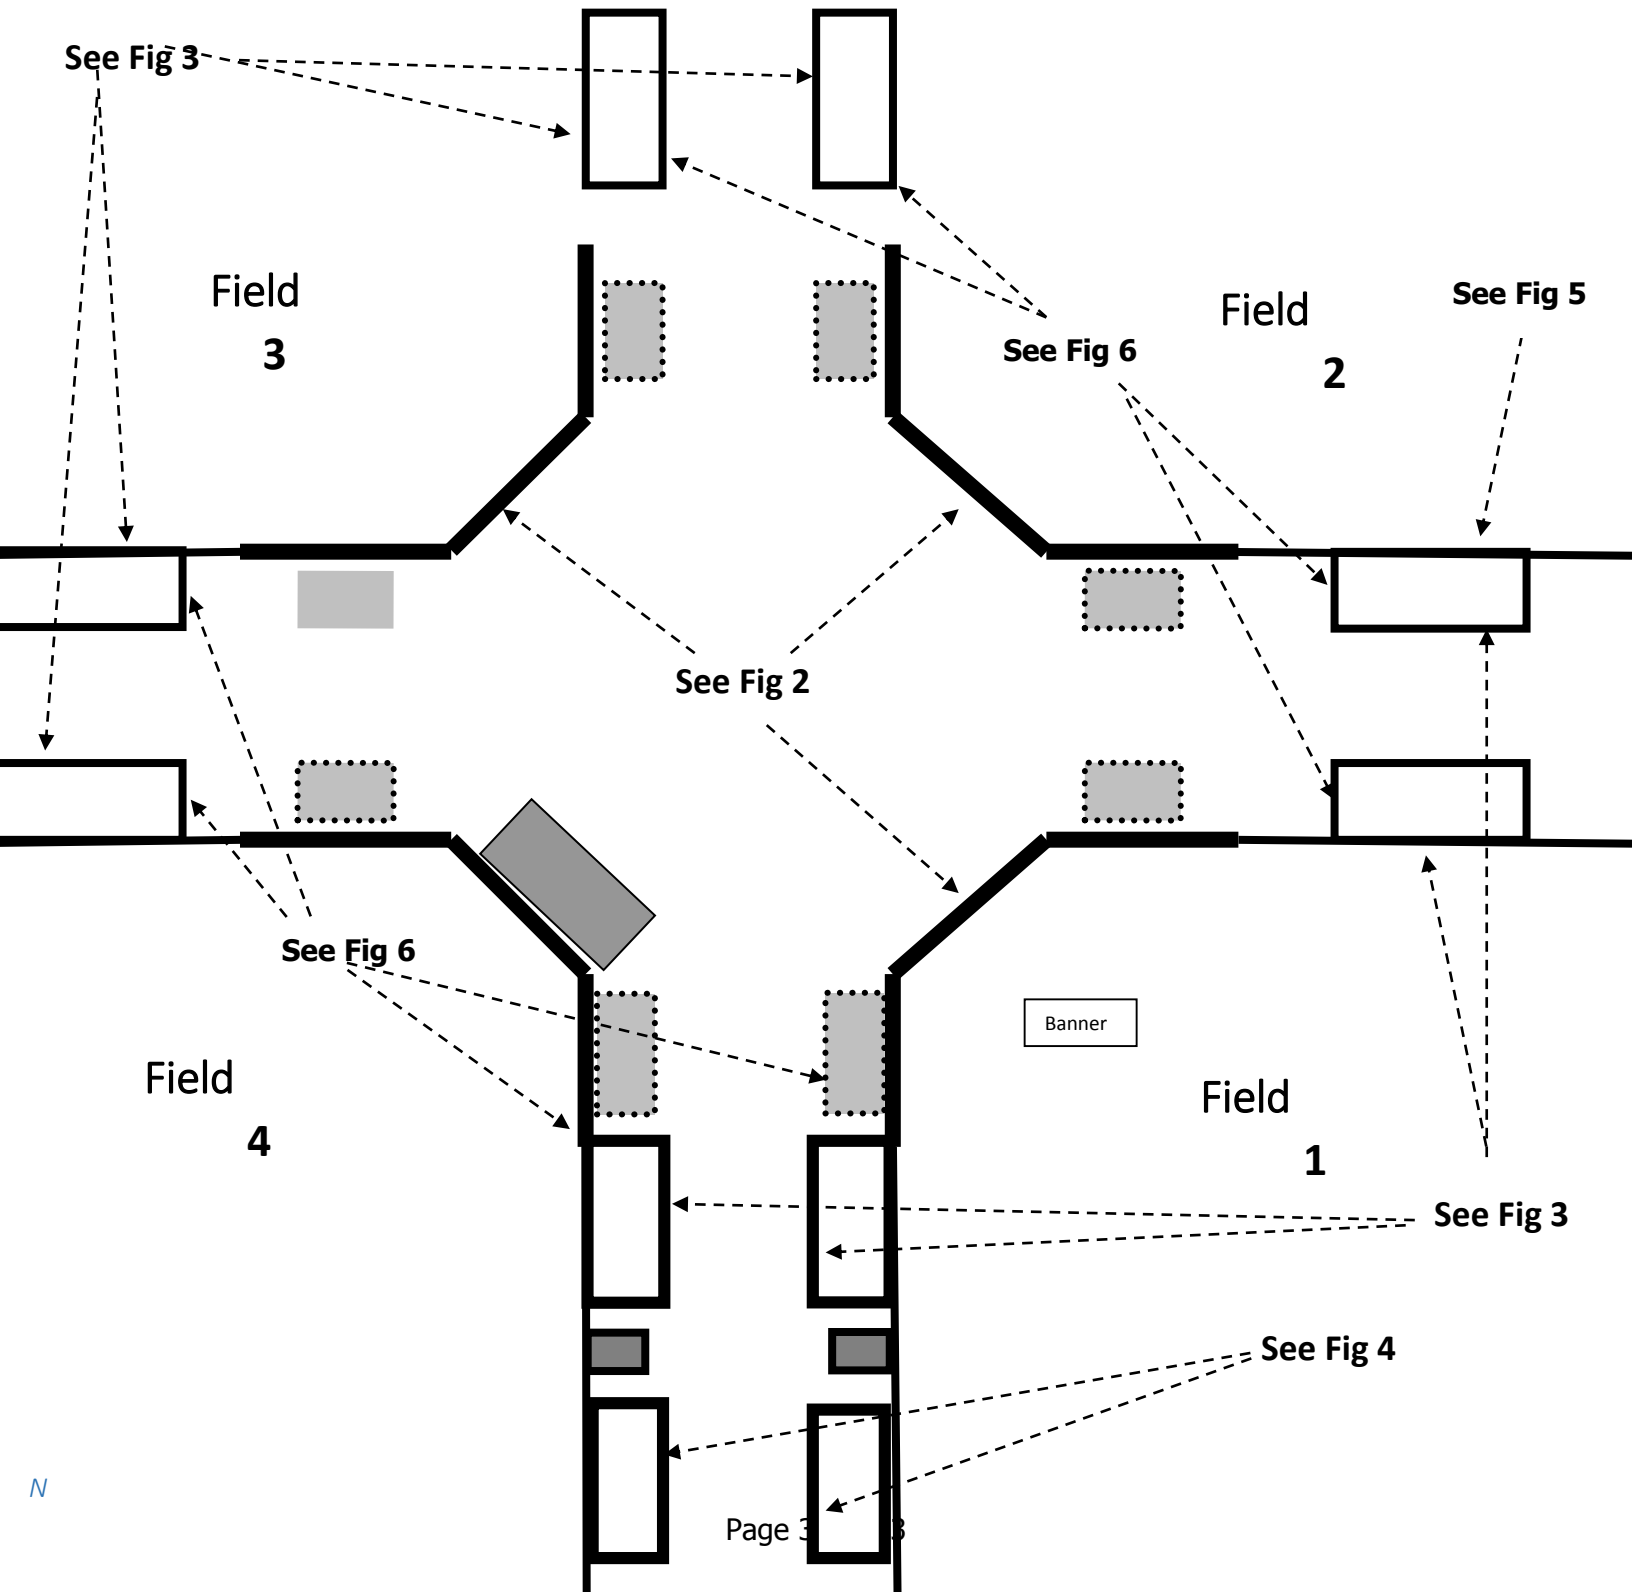 See Fig 3
Field
3
Field
2
See Fig 5
See Fig 6
See Fig 2
See Fig 6
Banner
Field
4
Field
1
See Fig 3
See Fig 4
N
Page 3